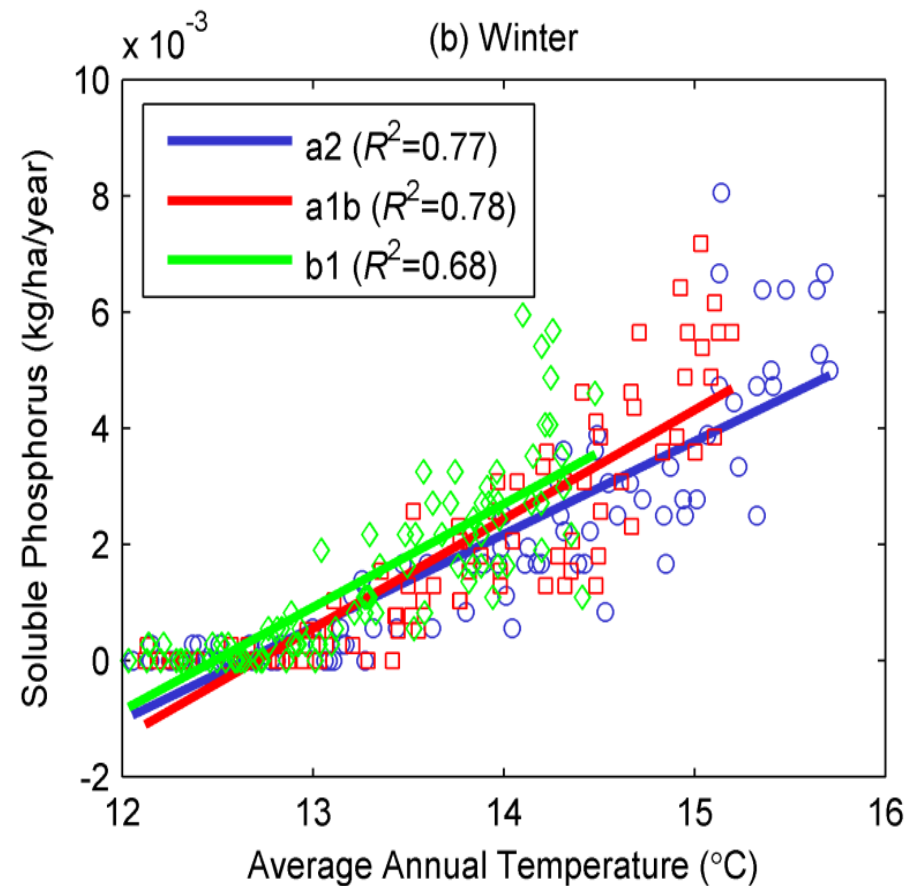 x 10^-3
(b) Winter
10
8
6
4
2
0
-2
Soluble Phosphorus (kg/ha/year)
a2 (R^2=0.77)
a1b (R^2=0.78)
b1 (R^2=0.68)
12 13 14 15 16
Average Annual Temperature (°C)